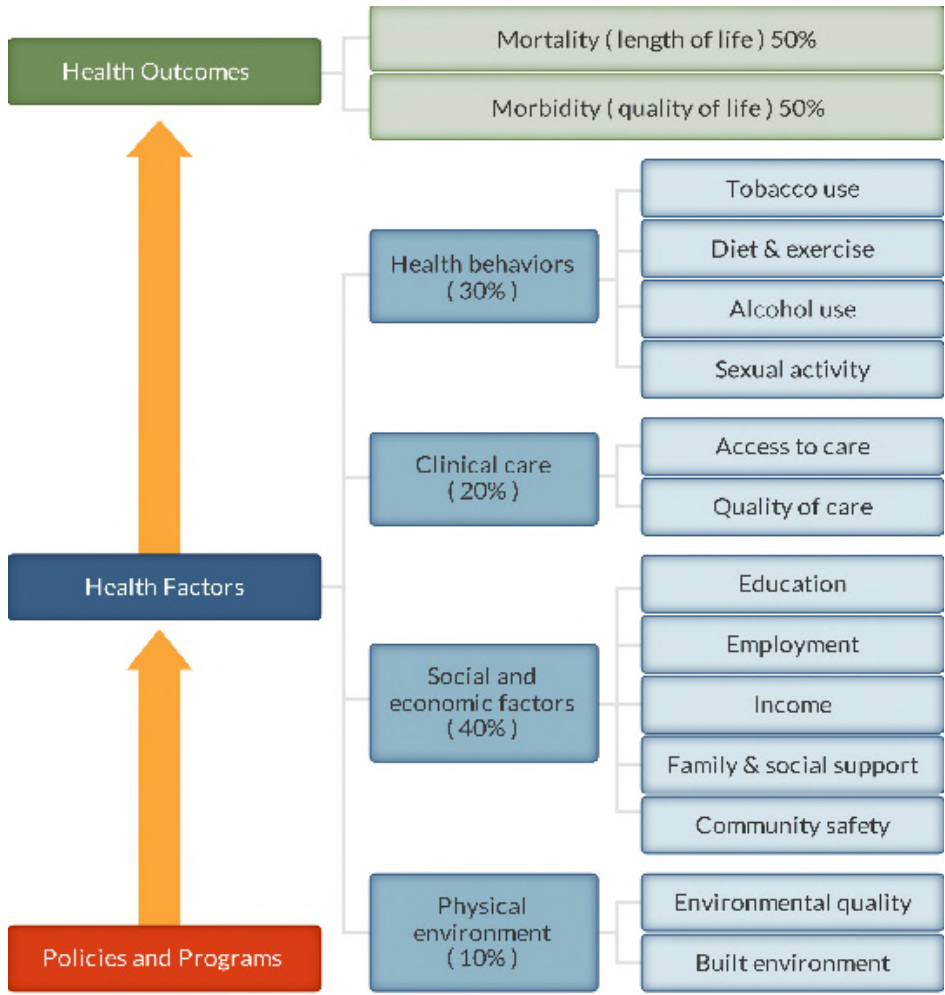 Health Outcomes
Mortality ( length of life ) 50%
Morbidity ( quality of life ) 50%
Health Factors
Health behaviors
( 30% )
Tobacco use
Diet & exercise
Alcohol use
Sexual activity
Clinical care
( 20% )
Access to care
Quality of care
Social and
economic factors
( 40% )
Education
Employment
Income
Family & social support
Community safety
Physical
environment
( 10% )
Environmental quality
Built environment
Policies and Programs